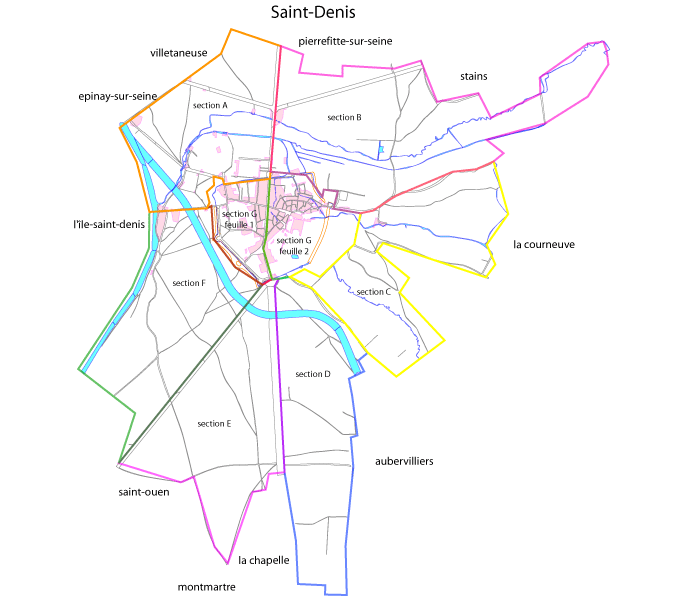 Saint-Denis
pierrefitte-sur-seine
villetaneuse
stains
epinay-sur-seine
section A
section B
l'île-saint-denis
section G
feuille 1
section G
feuille 2
la courneuve
section F
section C
section D
section E
aubervilliers
saint-ouen
la chapelle
montmartre